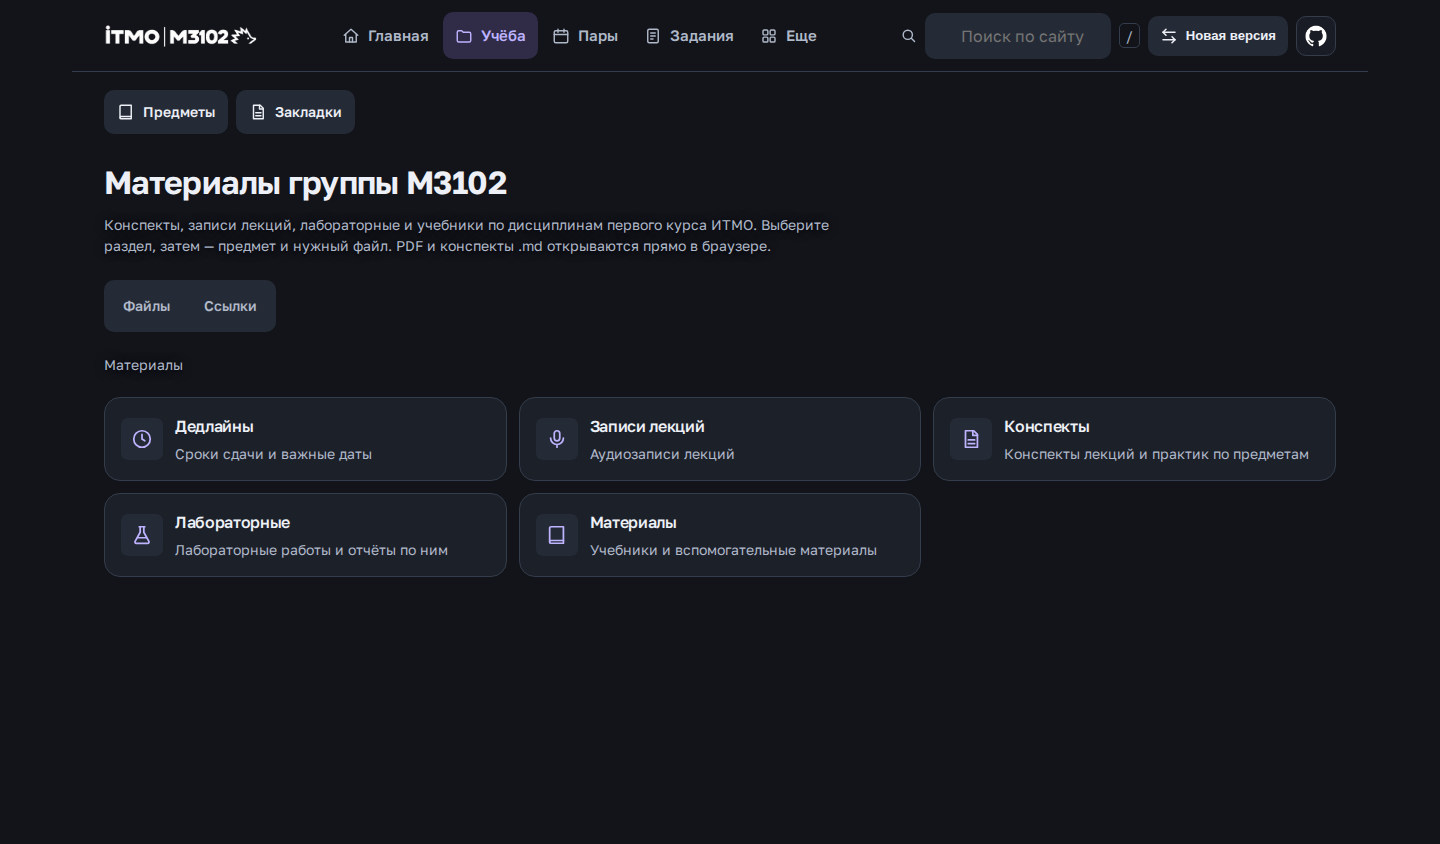 iTMO | M3102
Главная
Учёба
Пары
Задания
Еще
Поиск по сайту
/
Новая версия
Предметы
Закладки
Материалы группы M3102
Конспекты, записи лекций, лабораторные и учебники по дисциплинам первого курса ИТМО. Выберите
раздел, затем — предмет и нужный файл. PDF и конспекты .md открываются прямо в браузере.
Файлы
Ссылки
Материалы
Дедлайны
Сроки сдачи и важные даты
Записи лекций
Аудиозаписи лекций
Конспекты
Конспекты лекций и практик по предметам
Лабораторные
Лабораторные работы и отчёты по ним
Материалы
Учебники и вспомогательные материалы